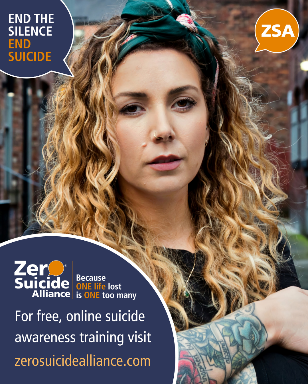 END THE
SILENCE
END
SUICIDE
ZSA
Zero
Suicide
Alliance
Because
ONE life lost
is ONE too many
For free, online suicide
awareness training visit
zerosuicidealliance.com